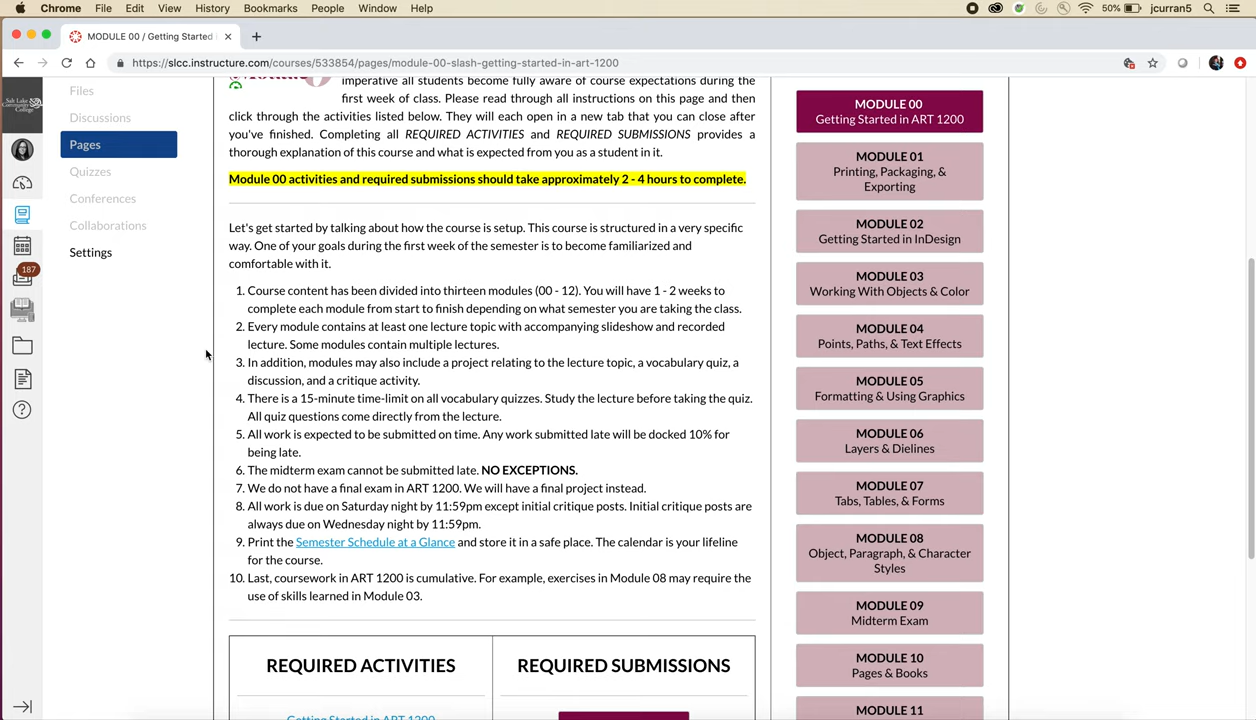 Chrome File Edit View History Bookmarks People Window Help 50% jcurran5
MODULE 00 / Getting Started
https://slcc.instructure.com/courses/533854/pages/module-00-slash-getting-started-in-art-1200
Salt Lake
Community
College
187
Files
Discussions
Pages
Quizzes
Conferences
Collaborations
Settings
imperative all students become fully aware of course expectations during the
first week of class. Please read through all instructions on this page and then
click through the activities listed below. They will each open in a new tab that you can close after
you've finished. Completing all REQUIRED ACTIVITIES and REQUIRED SUBMISSIONS provides a
thorough explanation of this course and what is expected from you as a student in it.
Module 00 activities and required submissions should take approximately 2 - 4 hours to complete.
Let's get started by talking about how the course is setup. This course is structured in a very specific
way. One of your goals during the first week of the semester is to become familiarized and
comfortable with it.
1. Course content has been divided into thirteen modules (00 - 12). You will have 1 - 2 weeks to
complete each module from start to finish depending on what semester you are taking the class.
2. Every module contains at least one lecture topic with accompanying slideshow and recorded
lecture. Some modules contain multiple lectures.
3. In addition, modules may also include a project relating to the lecture topic, a vocabulary quiz, a
discussion, and a critique activity.
4. There is a 15-minute time-limit on all vocabulary quizzes. Study the lecture before taking the quiz.
All quiz questions come directly from the lecture.
5. All work is expected to be submitted on time. Any work submitted late will be docked 10% for
being late.
6. The midterm exam cannot be submitted late. NO EXCEPTIONS.
7. We do not have a final exam in ART 1200. We will have a final project instead.
8. All work is due on Saturday night by 11:59pm except initial critique posts. Initial critique posts are
always due on Wednesday night by 11:59pm.
9. Print the Semester Schedule at a Glance and store it in a safe place. The calendar is your lifeline
for the course.
10. Last, coursework in ART 1200 is cumulative. For example, exercises in Module 08 may require the
use of skills learned in Module 03.
REQUIRED ACTIVITIES
Getting Started in ART 1200
REQUIRED SUBMISSIONS
MODULE 00
Getting Started in ART 1200
MODULE 01
Printing, Packaging, &
Exporting
MODULE 02
Getting Started in InDesign
MODULE 03
Working With Objects & Color
MODULE 04
Points, Paths, & Text Effects
MODULE 05
Formatting & Using Graphics
MODULE 06
Layers & Dielines
MODULE 07
Tabs, Tables, & Forms
MODULE 08
Object, Paragraph, & Character
Styles
MODULE 09
Midterm Exam
MODULE 10
Pages & Books
MODULE 11